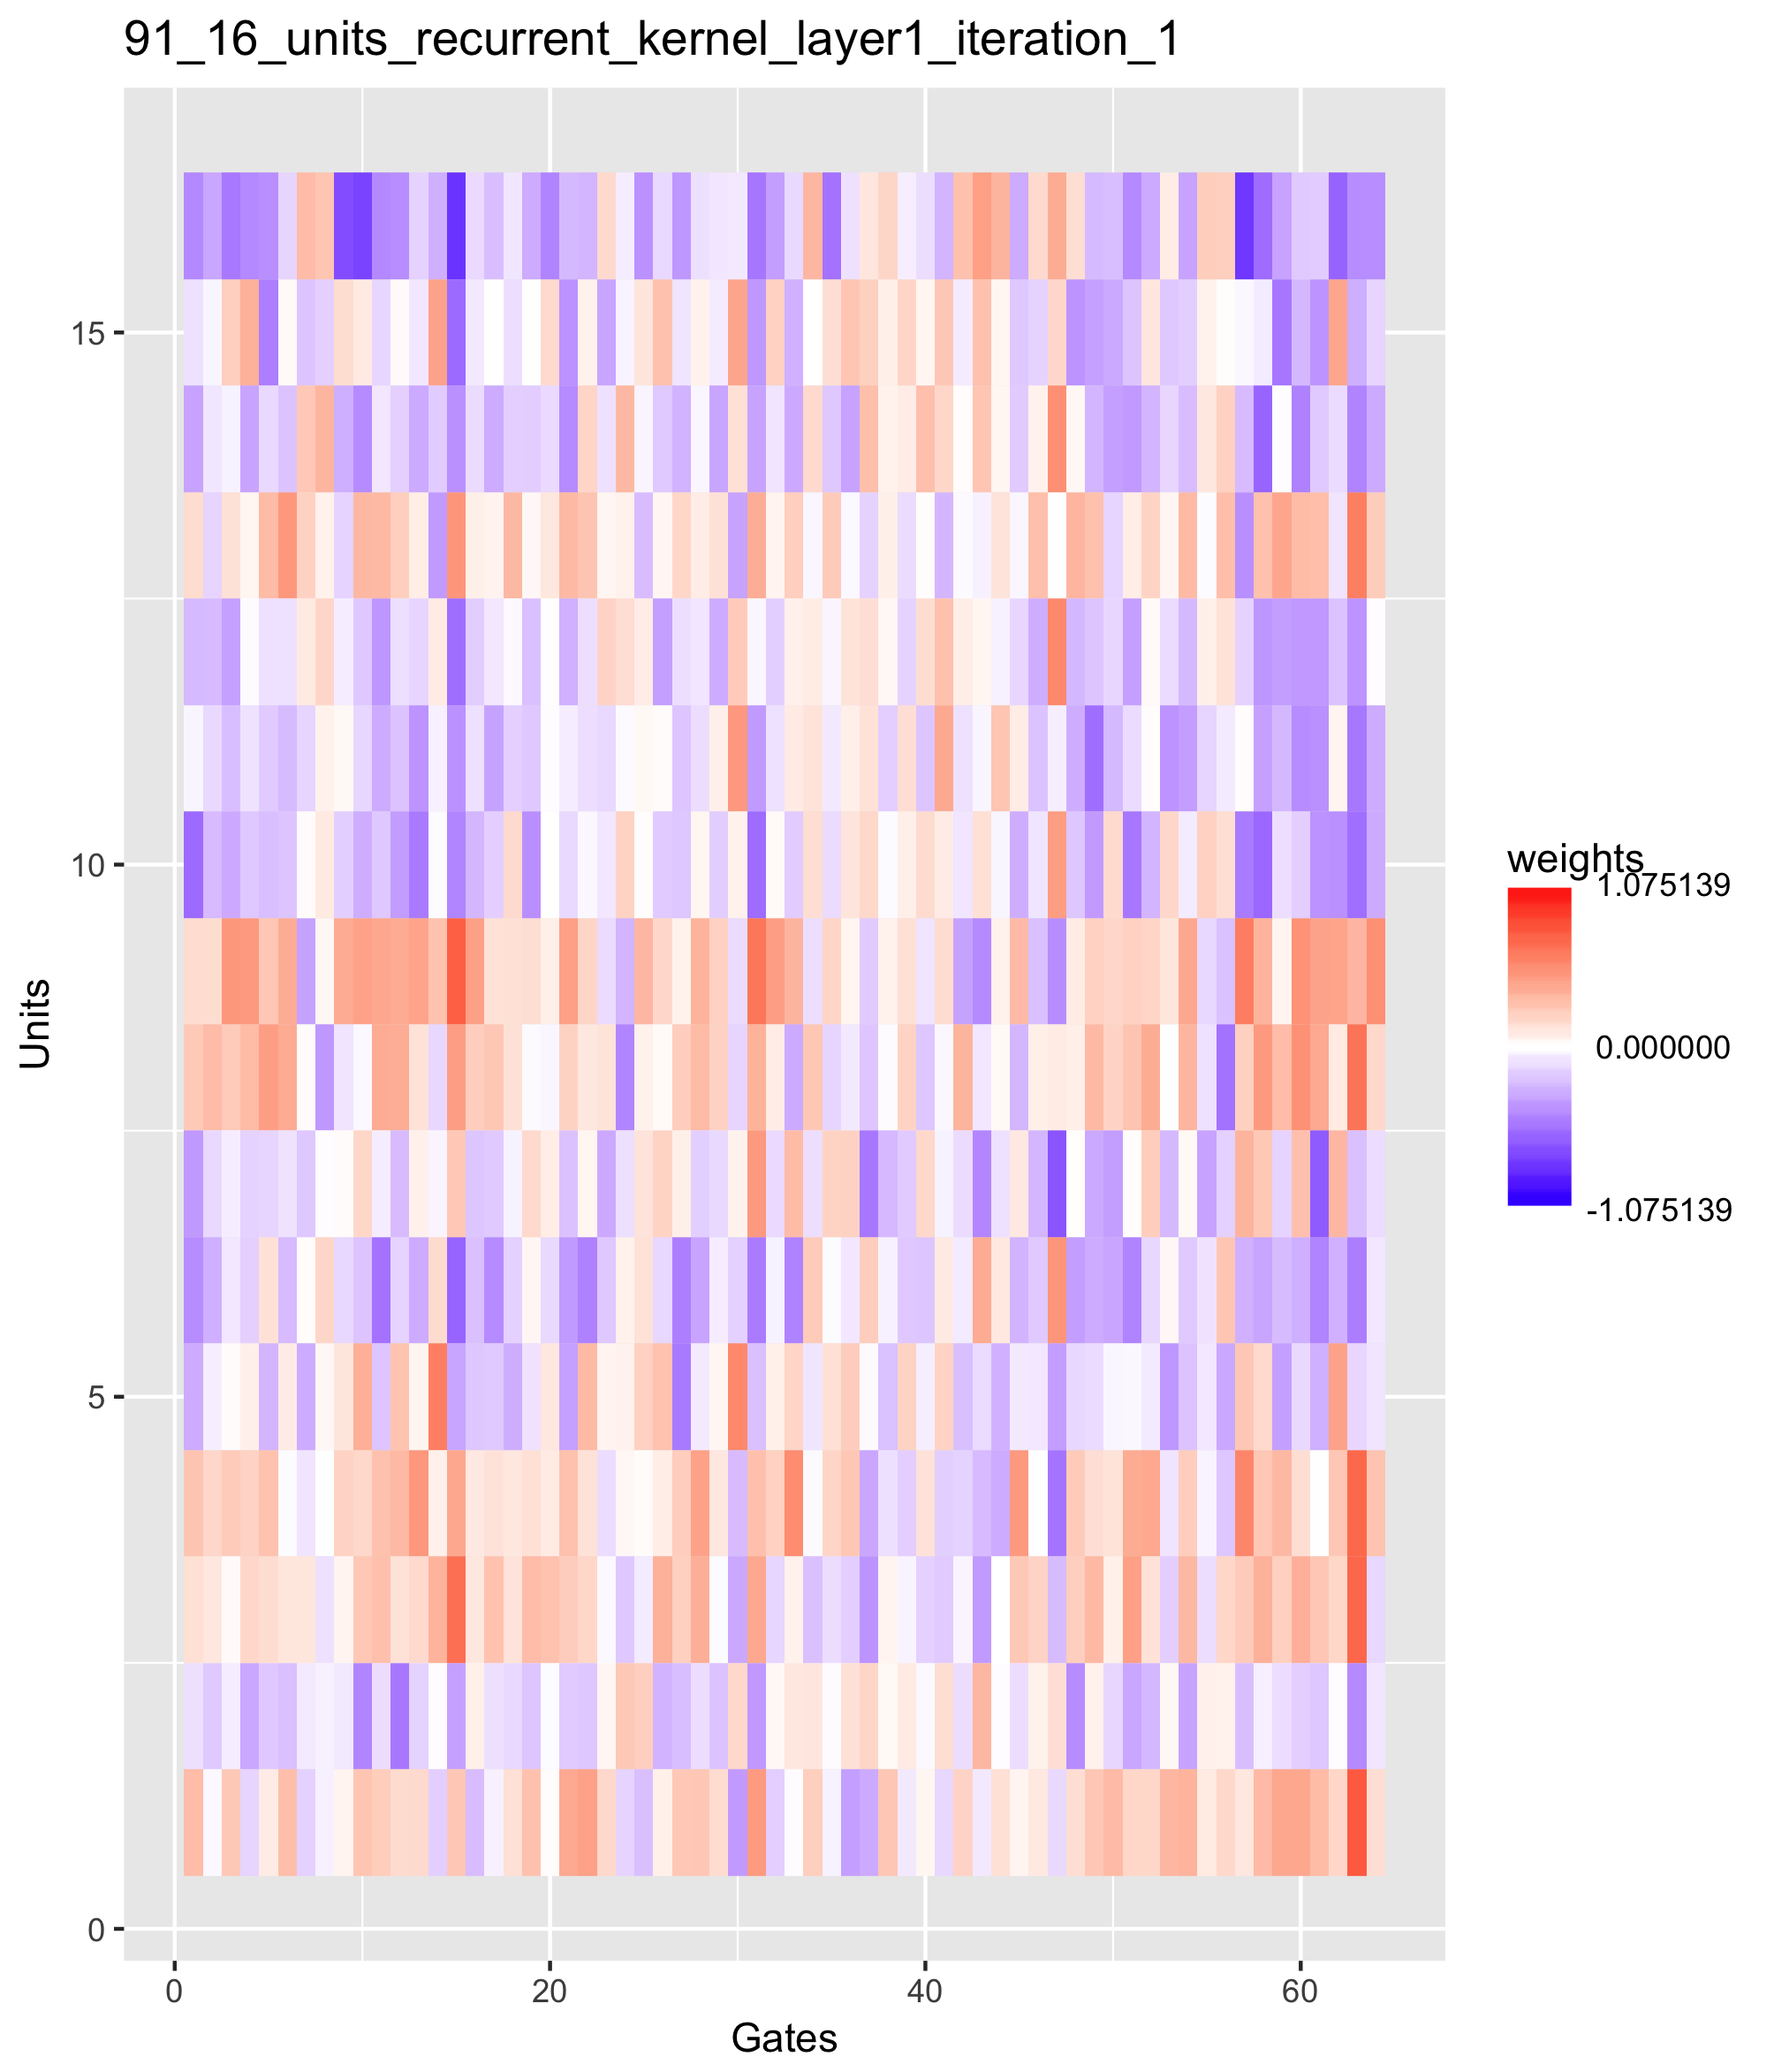 91_16_units_recurrent_kernel_layer1_iteration_1
15
10
5
0
Units
0
20
40
60
Gates
weights
1.075139
0.000000
-1.075139